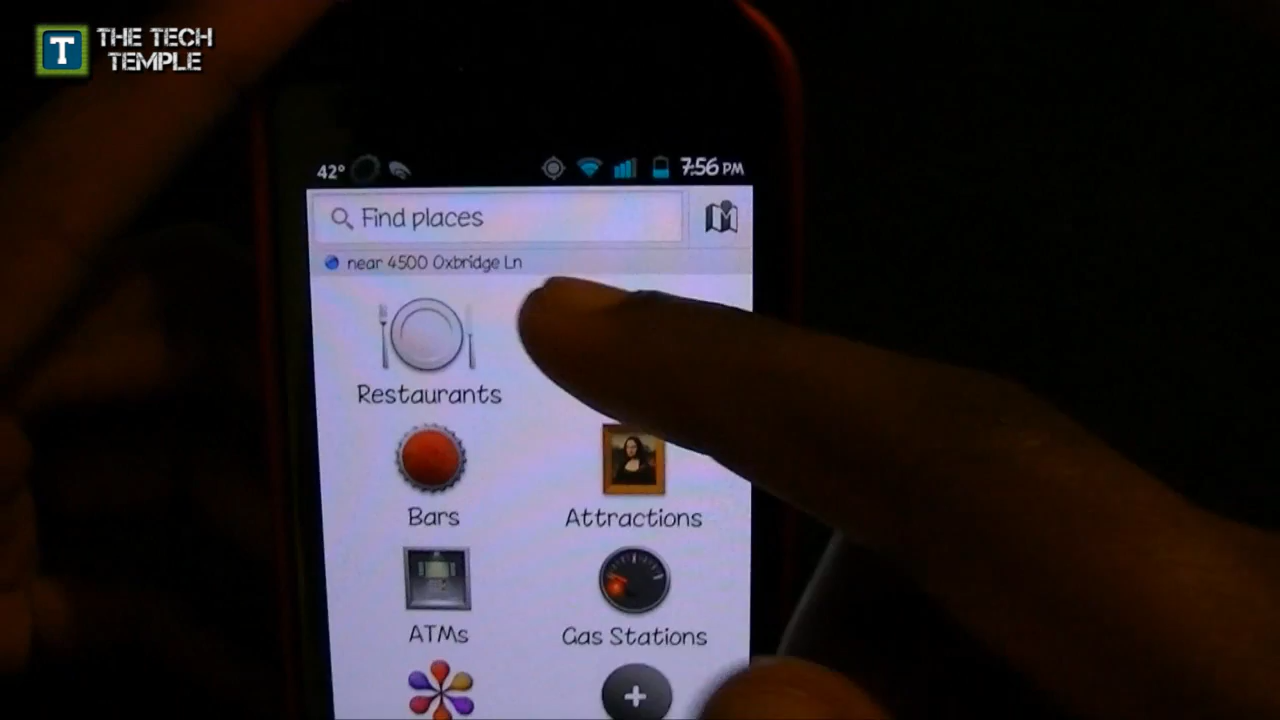 T
THE TECH
TEMPLE
42°
7:56 PM
Find places
near 4500 Oxbridge Ln
Restaurants
Bars
Attractions
ATMs
Gas Stations